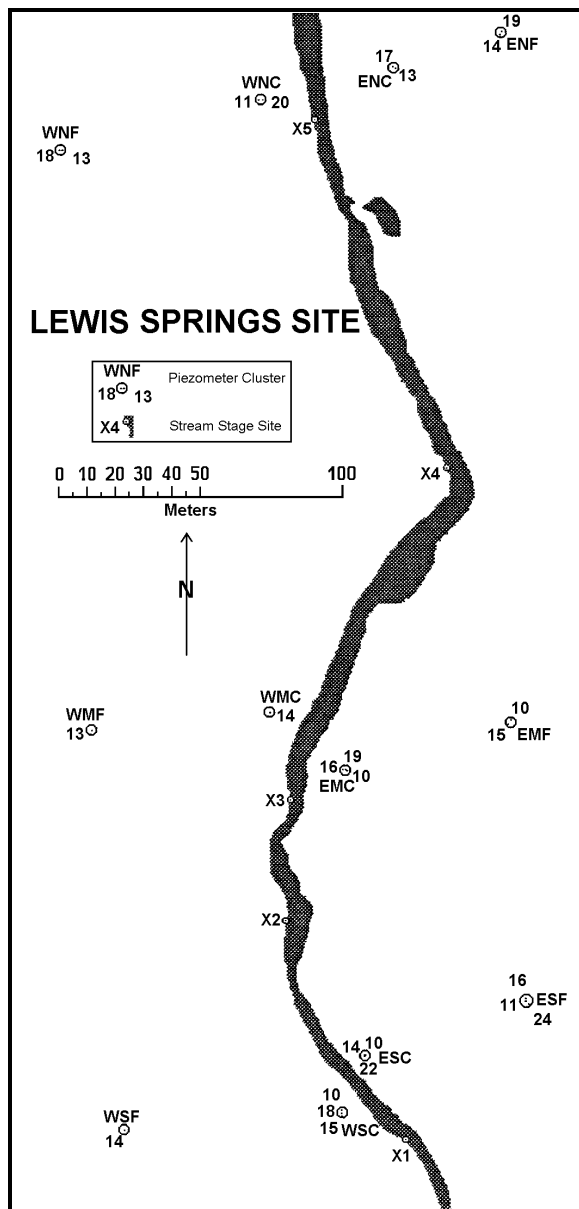 19
14 ENF
17
ENC 13
WNC
11 20
X5
WNF
18 13
LEWIS SPRINGS SITE
WNF
18 13 Piezometer Cluster
X4 Stream Stage Site
X4
0 10 20 30 40 50 100
Meters
N
WMC
14
WMF
13
10
15 EMF
19
16 10
EMC
X3
X2
16
11 ESF
24
14 10
22 ESC
10
18
15 WSC
WSF
14
X1